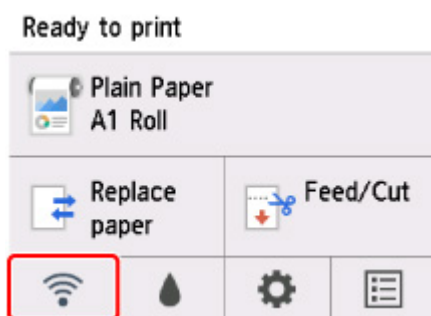 Ready to print
Plain Paper
A1 Roll
Replace
paper
Feed/Cut